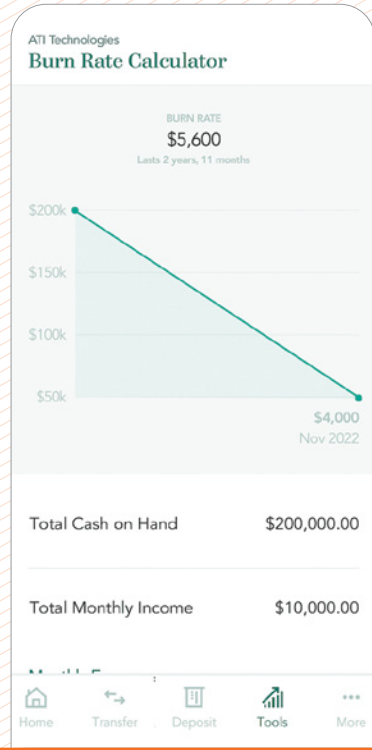 ATI Technologies
Burn Rate Calculator
BURN RATE
$5,600
Lasts 2 years, 11 months
$200k
$150k
$100k
$50k
$4,000
Nov 2022
Total Cash on Hand $200,000.00
Total Monthly Income $10,000.00
Home Transfer Deposit Tools More